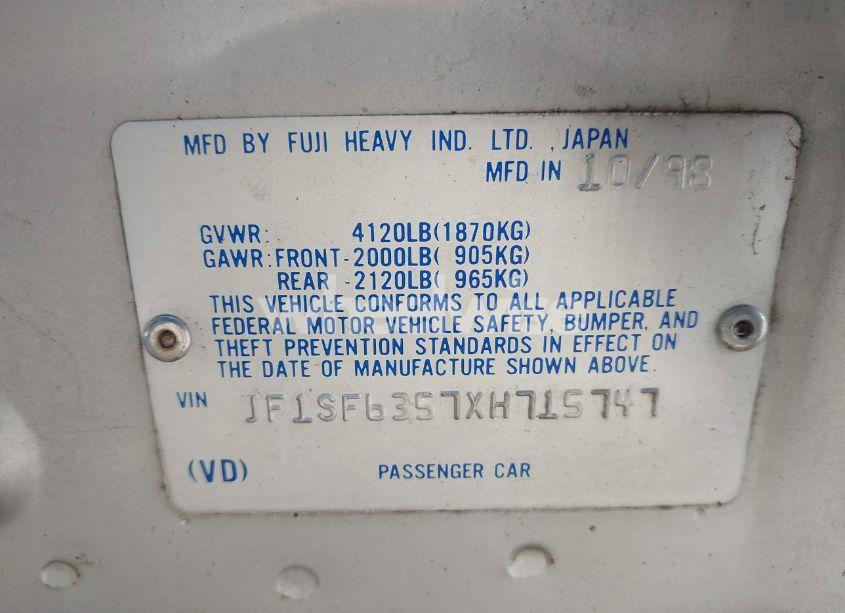 MFD BY FUJI HEAVY IND. LTD. , JAPAN
MFD IN 10/98
GVWR: 4120LB(1870KG)
GAWR:FRONT-2000LB( 905KG)
REAR -2120LB( 965KG)
THIS VEHICLE CONFORMS TO ALL APPLICABLE
FEDERAL MOTOR VEHICLE SAFETY, BUMPER, AND
THEFT PREVENTION STANDARDS IN EFFECT ON
THE DATE OF MANUFACTURE SHOWN ABOVE.
VIN JF1SF6357XH715747
(VD) PASSENGER CAR